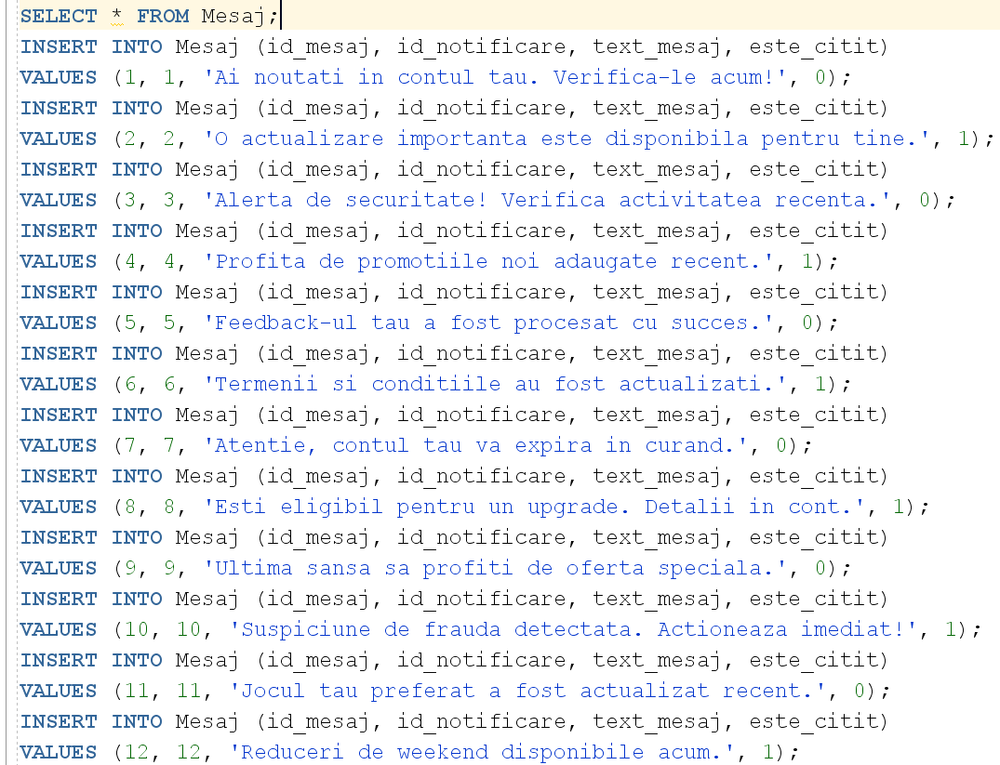 SELECT * FROM Mesaj;
INSERT INTO Mesaj (id_mesaj, id_notificare, text_mesaj, este_citit)
VALUES (1, 1, 'Ai noutati in contul tau. Verifica-le acum!', 0);
INSERT INTO Mesaj (id_mesaj, id_notificare, text_mesaj, este_citit)
VALUES (2, 2, 'O actualizare importanta este disponibila pentru tine.', 1);
INSERT INTO Mesaj (id_mesaj, id_notificare, text_mesaj, este_citit)
VALUES (3, 3, 'Alerta de securitate! Verifica activitatea recenta.', 0);
INSERT INTO Mesaj (id_mesaj, id_notificare, text_mesaj, este_citit)
VALUES (4, 4, 'Profita de promotiile noi adaugate recent.', 1);
INSERT INTO Mesaj (id_mesaj, id_notificare, text_mesaj, este_citit)
VALUES (5, 5, 'Feedback-ul tau a fost procesat cu succes.', 0);
INSERT INTO Mesaj (id_mesaj, id_notificare, text_mesaj, este_citit)
VALUES (6, 6, 'Termenii si conditiile au fost actualizati.', 1);
INSERT INTO Mesaj (id_mesaj, id_notificare, text_mesaj, este_citit)
VALUES (7, 7, 'Atentie, contul tau va expira in curand.', 0);
INSERT INTO Mesaj (id_mesaj, id_notificare, text_mesaj, este_citit)
VALUES (8, 8, 'Esti eligibil pentru un upgrade. Detalii in cont.', 1);
INSERT INTO Mesaj (id_mesaj, id_notificare, text_mesaj, este_citit)
VALUES (9, 9, 'Ultima sansa sa profiti de oferta speciala.', 0);
INSERT INTO Mesaj (id_mesaj, id_notificare, text_mesaj, este_citit)
VALUES (10, 10, 'Suspiciune de frauda detectata. Actioneaza imediat!', 1);
INSERT INTO Mesaj (id_mesaj, id_notificare, text_mesaj, este_citit)
VALUES (11, 11, 'Jocul tau preferat a fost actualizat recent.', 0);
INSERT INTO Mesaj (id_mesaj, id_notificare, text_mesaj, este_citit)
VALUES (12, 12, 'Reduceri de weekend disponibile acum.', 1);